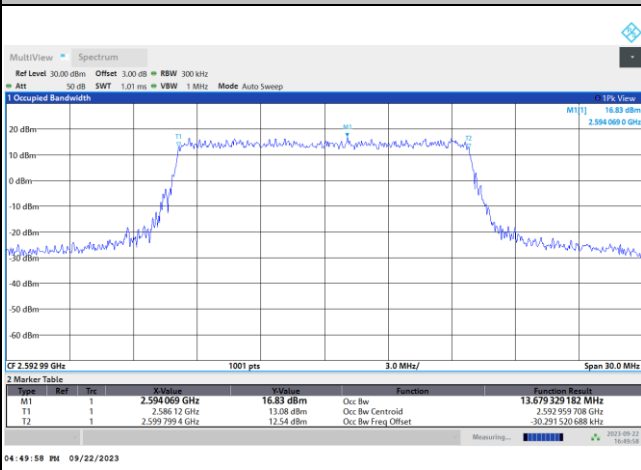 MultiView Spectrum
Ref Level 30.00 dBm Offset 3.00 dB RBW 300 kHz
Att 50 dB SWT 1.01 ms VBW 1 MHz Mode Auto Sweep
1 Occupied Bandwidth 1Pk View
M1[1] 16.83 dBm
2.594 069 0 GHz
20 dBm
T1 M1 T2
10 dBm
0 dBm
-10 dBm
-20 dBm
-30 dBm
-40 dBm
-50 dBm
-60 dBm
CF 2.592 99 GHz 1001 pts 3.0 MHz/ Span 30.0 MHz
2 Marker Table
Type Ref Trc X-Value Y-Value Function Function Result
M1 1 2.594 069 GHz 16.83 dBm Occ Bw 13.679 329 182 MHz
T1 1 2.586 12 GHz 13.08 dBm Occ Bw Centroid 2.592 959 708 GHz
T2 1 2.599 799 4 GHz 12.54 dBm Occ Bw Freq Offset -30.291 520 688 kHz
Measuring... 2023-09-22
16:49:58
04:49:58 PM 09/22/2023